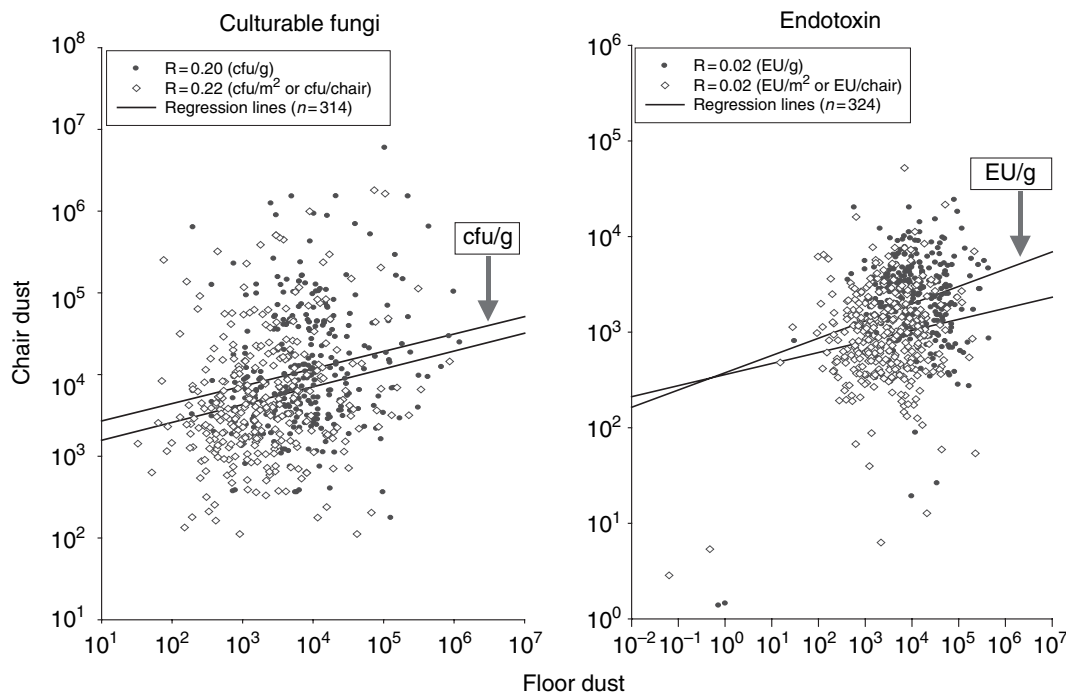 Culturable fungi
R = 0.20 (cfu/g)
R = 0.22 (cfu/m² or cfu/chair)
Regression lines (n = 314)
cfu/g
10⁸
10⁷
10⁶
10⁵
10⁴
10³
10²
10¹
10¹ 10² 10³ 10⁴ 10⁵ 10⁶ 10⁷
Chair dust
Endotoxin
R = 0.02 (EU/g)
R = 0.02 (EU/m² or EU/chair)
Regression lines (n = 324)
EU/g
10⁶
10⁵
10⁴
10³
10²
10¹
10⁰
10⁻² 10⁻¹ 10⁰ 10¹ 10² 10³ 10⁴ 10⁵ 10⁶ 10⁷
Floor dust